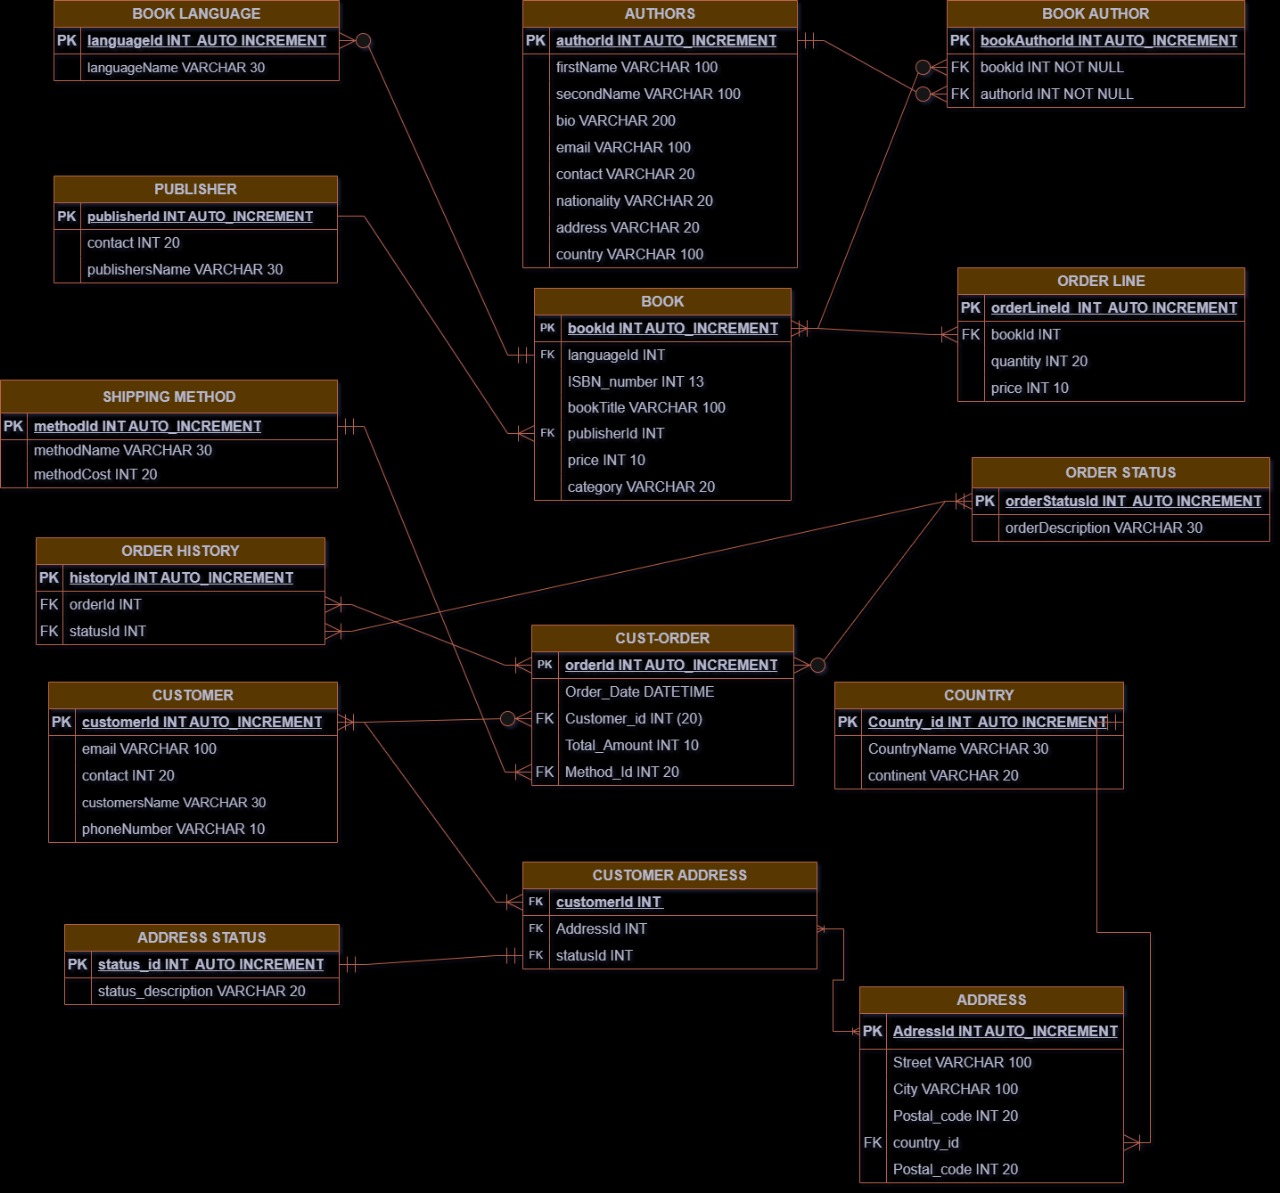 BOOK LANGUAGE
PK languageId INT AUTO INCREMENT
languageName VARCHAR 30
AUTHORS
PK authorId INT AUTO_INCREMENT
firstName VARCHAR 100
secondName VARCHAR 100
bio VARCHAR 200
email VARCHAR 100
contact VARCHAR 20
nationality VARCHAR 20
address VARCHAR 20
country VARCHAR 100
BOOK AUTHOR
PK bookAuthorId INT AUTO_INCREMENT
FK bookId INT NOT NULL
FK authorId INT NOT NULL
PUBLISHER
PK publisherId INT AUTO_INCREMENT
contact INT 20
publishersName VARCHAR 30
BOOK
PK bookId INT AUTO_INCREMENT
FK languageId INT
ISBN_number INT 13
bookTitle VARCHAR 100
FK publisherId INT
price INT 10
category VARCHAR 20
ORDER LINE
PK orderLineId INT AUTO INCREMENT
FK bookId INT
quantity INT 20
price INT 10
SHIPPING METHOD
PK methodId INT AUTO_INCREMENT
methodName VARCHAR 30
methodCost INT 20
ORDER STATUS
PK orderStatusId INT AUTO INCREMENT
orderDescription VARCHAR 30
ORDER HISTORY
PK historyId INT AUTO_INCREMENT
FK orderId INT
FK statusId INT
CUST-ORDER
PK orderId INT AUTO_INCREMENT
Order_Date DATETIME
FK Customer_id INT (20)
Total_Amount INT 10
FK Method_Id INT 20
CUSTOMER
PK customerId INT AUTO_INCREMENT
email VARCHAR 100
contact INT 20
customersName VARCHAR 30
phoneNumber VARCHAR 10
COUNTRY
PK Country_id INT AUTO INCREMENT
CountryName VARCHAR 30
continent VARCHAR 20
CUSTOMER ADDRESS
FK customerId INT
FK AddressId INT
FK statusId INT
ADDRESS STATUS
PK status_id INT AUTO INCREMENT
status_description VARCHAR 20
ADDRESS
PK AdressId INT AUTO_INCREMENT
Street VARCHAR 100
City VARCHAR 100
Postal_code INT 20
FK country_id
Postal_code INT 20